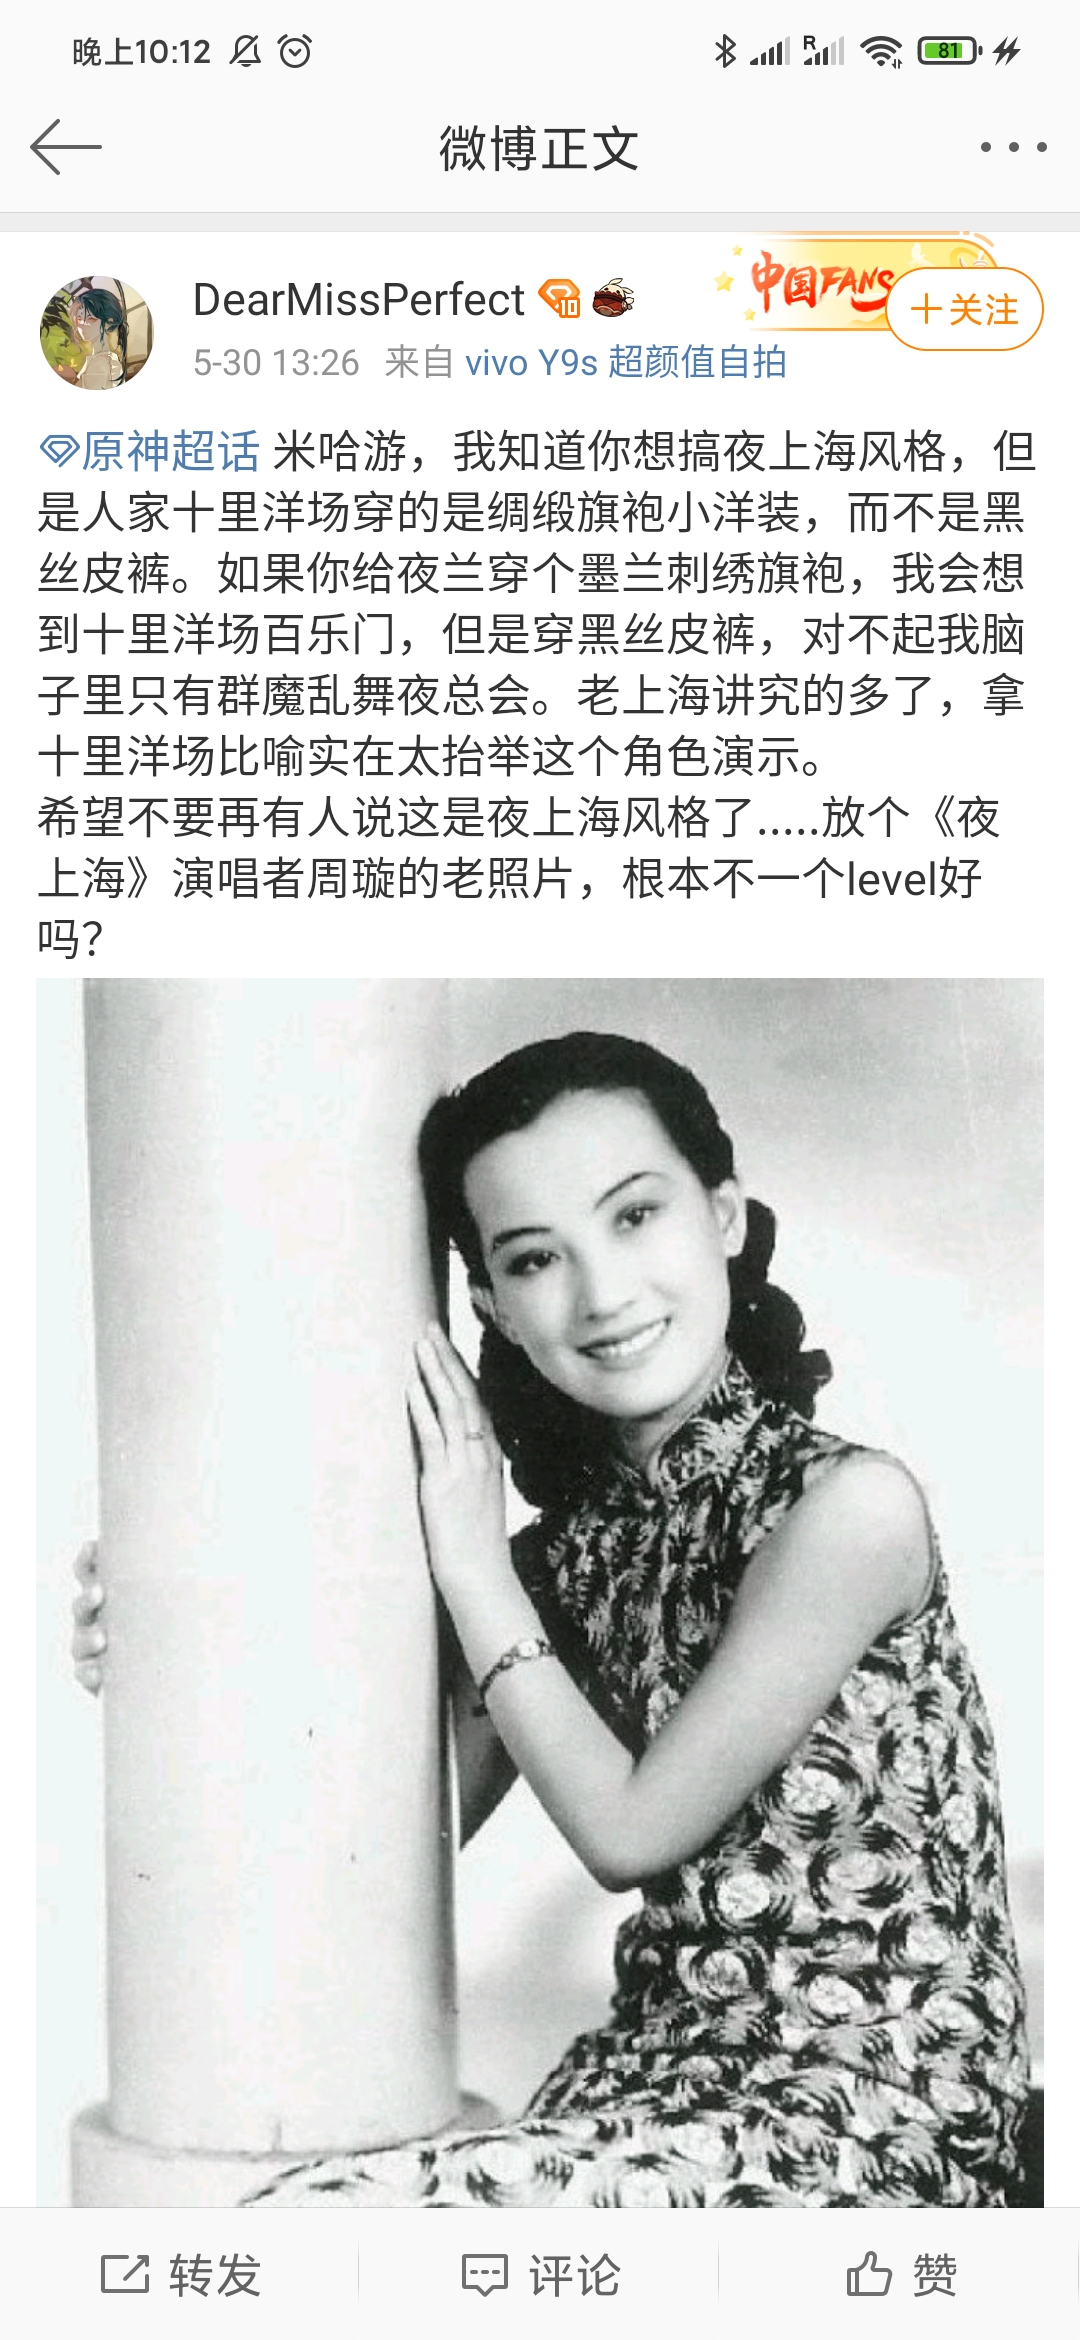 晚上10:12
R
81
微博正文
DearMissPerfect 10
中国FANS
十关注
5-30 13:26 来自 vivo Y9s 超颜值自拍
原神超话 米哈游，我知道你想搞夜上海风格，但
是人家十里洋场穿的是绸缎旗袍小洋装，而不是黑
丝皮裤。如果你给夜兰穿个墨兰刺绣旗袍，我会想
到十里洋场百乐门，但是穿黑丝皮裤，对不起我脑
子里只有群魔乱舞夜总会。老上海讲究的多了，拿
十里洋场比喻实在太抬举这个角色演示。
希望不要再有人说这是夜上海风格了.....放个《夜
上海》演唱者周璇的老照片，根本不一个level好
吗？
转发
评论
赞